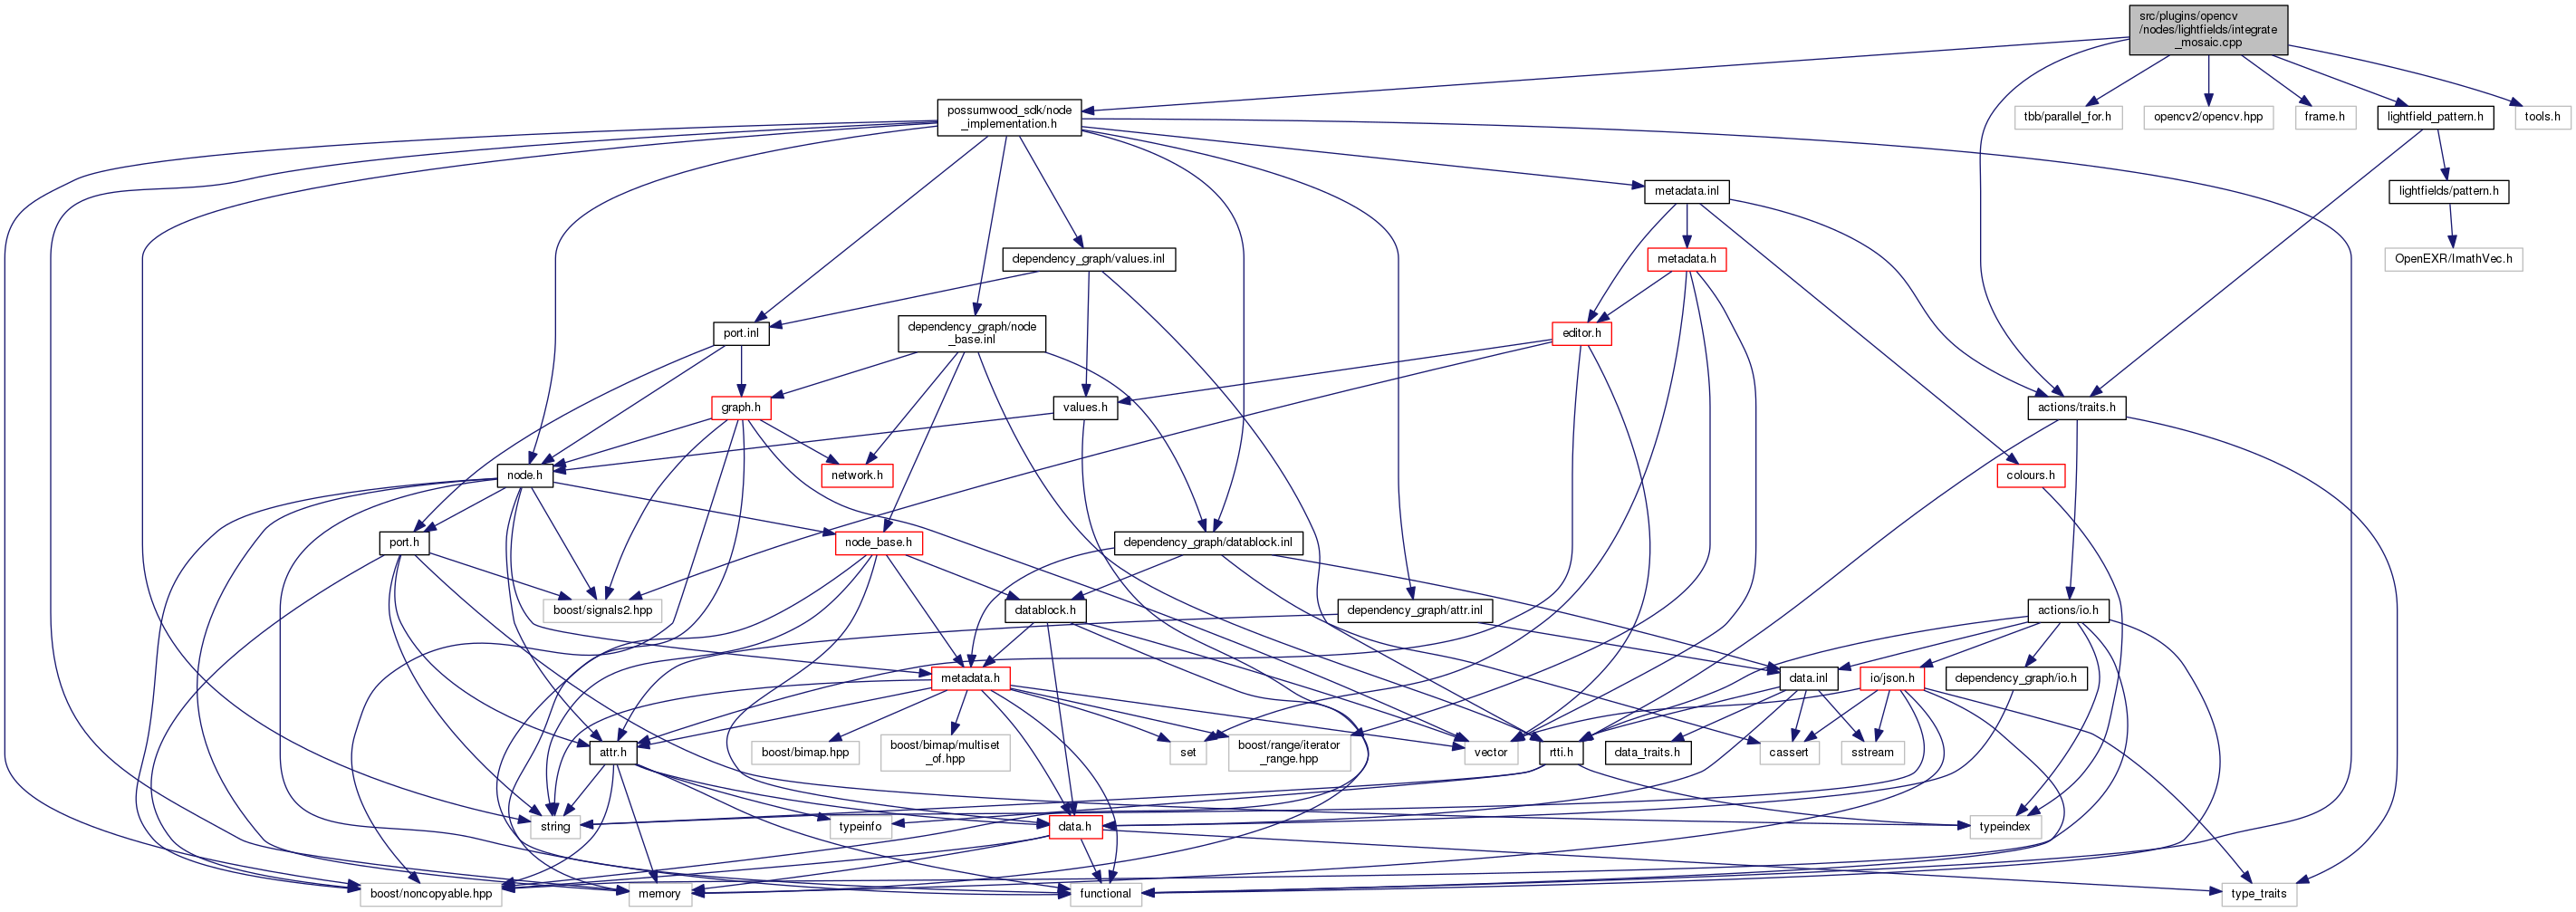 src/plugins/opencv
/nodes/lightfields/integrate
_mosaic.cpp
possumwood_sdk/node
_implementation.h
tbb/parallel_for.h
opencv2/opencv.hpp
frame.h
lightfield_pattern.h
tools.h
metadata.inl
lightfields/pattern.h
dependency_graph/values.inl
metadata.h
OpenEXR/ImathVec.h
port.inl
dependency_graph/node
_base.inl
editor.h
graph.h
values.h
actions/traits.h
node.h
network.h
colours.h
port.h
node_base.h
dependency_graph/datablock.inl
boost/signals2.hpp
datablock.h
dependency_graph/attr.inl
actions/io.h
metadata.h
data.inl
io/json.h
dependency_graph/io.h
attr.h
boost/bimap.hpp
boost/bimap/multiset
_of.hpp
set
boost/range/iterator
_range.hpp
vector
rtti.h
data_traits.h
cassert
sstream
string
typeinfo
data.h
typeindex
boost/noncopyable.hpp
memory
functional
type_traits